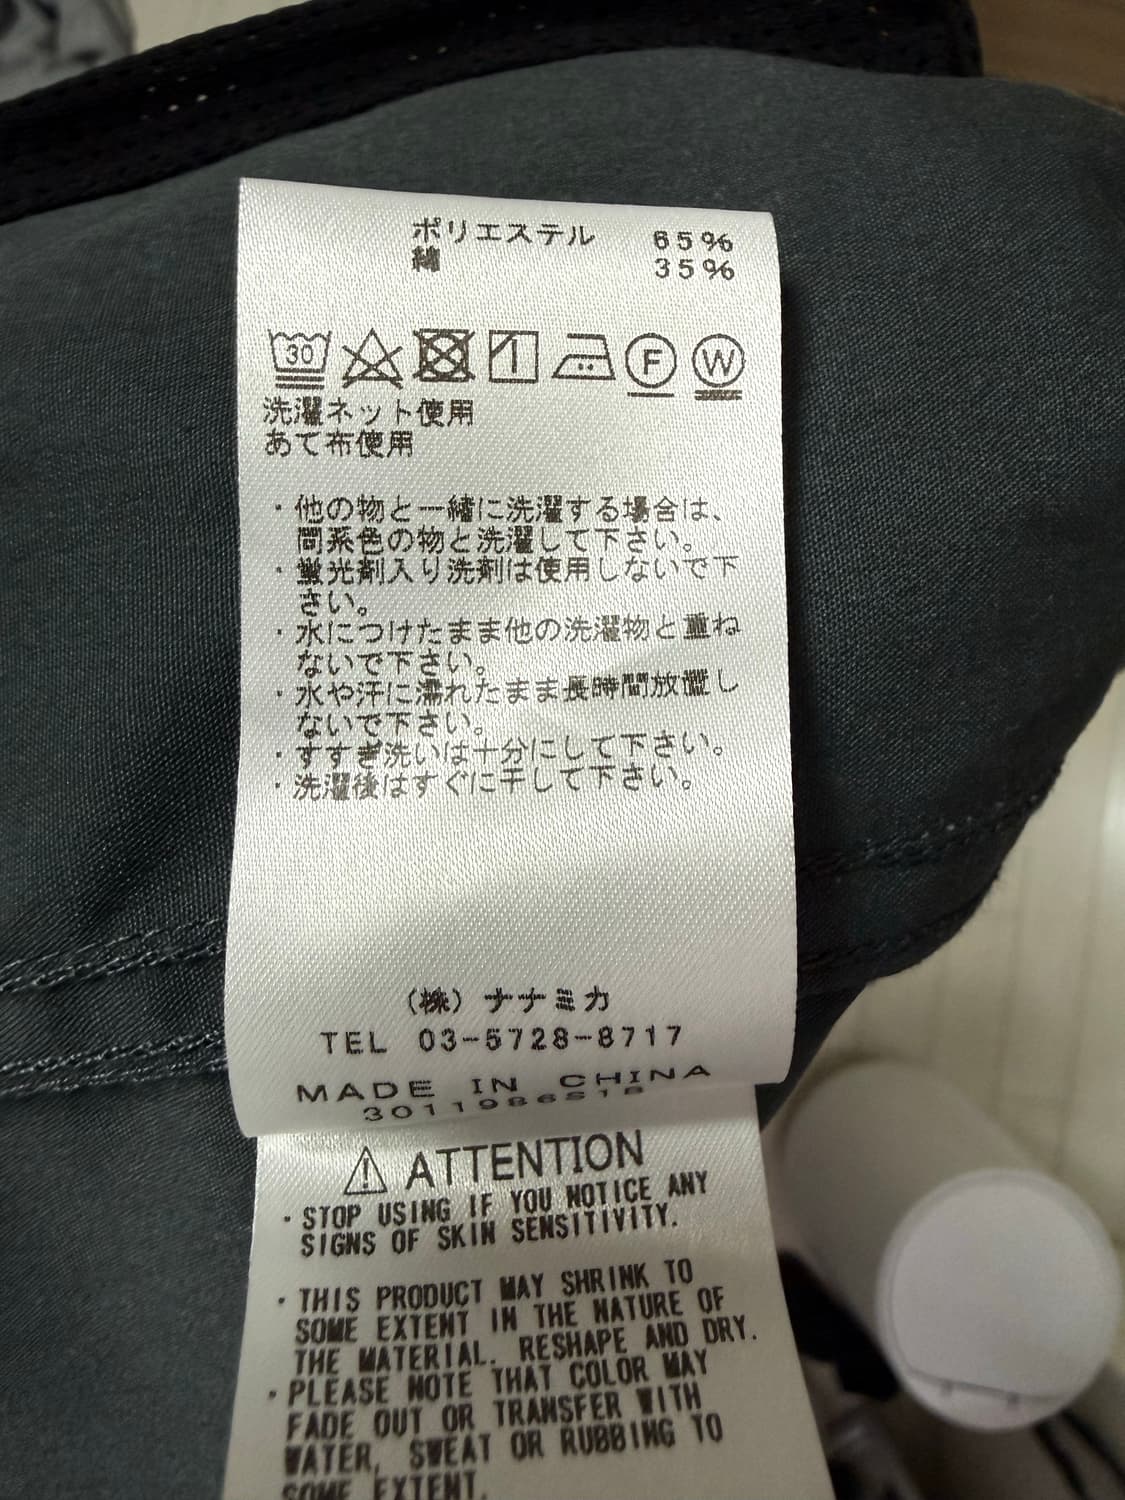 ポリエステル 65%
綿 35%
30 F W
洗濯ネット使用
あて布使用
・他の物と一緒に洗濯する場合は、
同系色の物と洗濯して下さい。
・蛍光剤入り洗剤は使用しないで下
さい。
・水につけたまま他の洗濯物と重ね
ないで下さい。
・水や汗に濡れたまま長時間放置し
ないで下さい。
・すすぎ洗いは十分にして下さい。
・洗濯後はすぐに干して下さい。
(株) ナナミカ
TEL 03-5728-8717
MADE IN CHINA
3011986S18
ATTENTION
・STOP USING IF YOU NOTICE ANY
SIGNS OF SKIN SENSITIVITY.
・THIS PRODUCT MAY SHRINK TO
SOME EXTENT IN THE NATURE OF
THE MATERIAL. RESHAPE AND DRY.
・PLEASE NOTE THAT COLOR MAY
FADE OUT OR TRANSFER WITH
WATER, SWEAT OR RUBBING TO
SOME EXTENT.